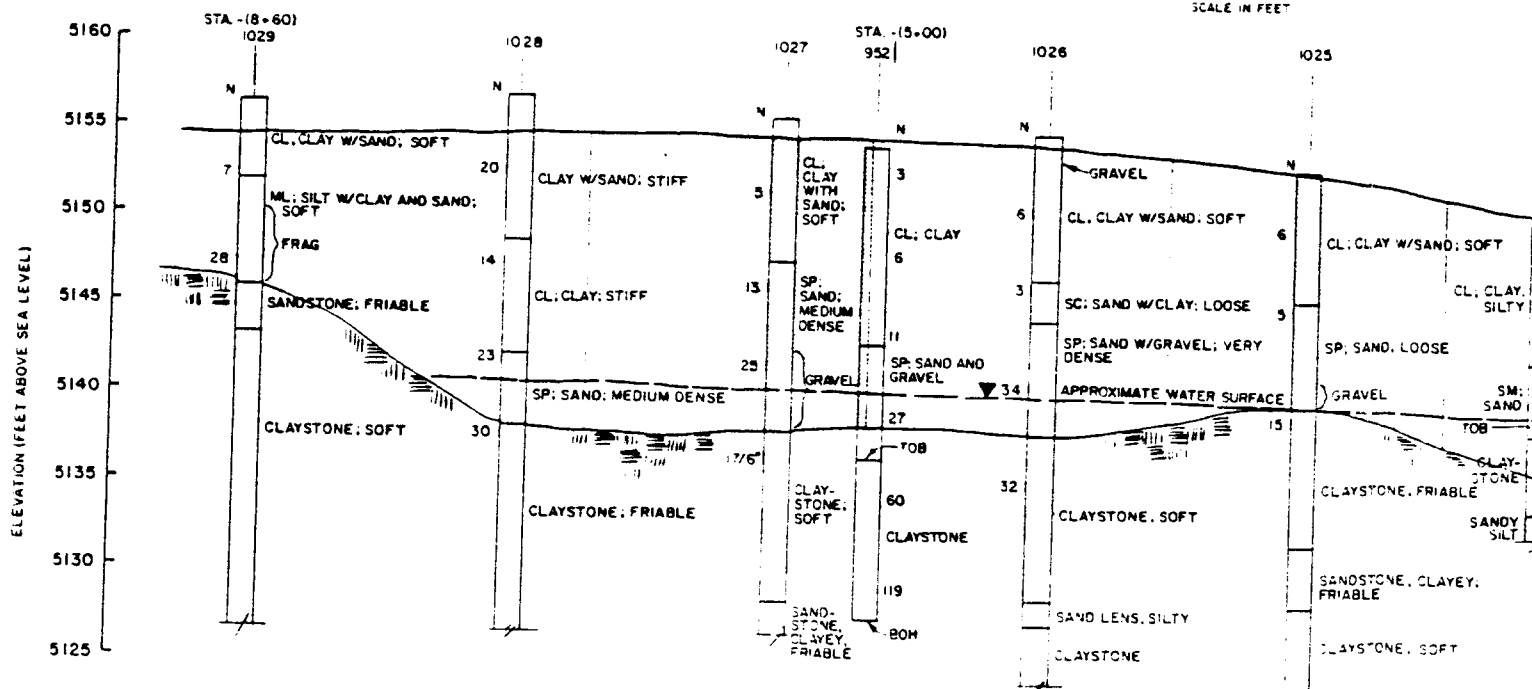 SCALE IN FEET
STA. -(8+60)
1029
1028
1027
STA. -(5+00)
952
1026
1025
ELEVATION (FEET ABOVE SEA LEVEL)
5160
5155
5150
5145
5140
5135
5130
5125
N
CL, CLAY W/SAND; SOFT
7
ML; SILT W/CLAY AND SAND;
SOFT
FRAG
28
SANDSTONE; FRIABLE
CLAYSTONE; SOFT
N
20
CLAY W/SAND; STIFF
14
CL; CLAY; STIFF
23
SP; SAND; MEDIUM DENSE
30
CLAYSTONE; FRIABLE
N
5
CL;
CLAY
WITH
SAND;
SOFT
13
SP;
SAND;
MEDIUM
DENSE
25
GRAVEL
17/6"
CLAY-
STONE;
SOFT
SAND-
STONE,
CLAYEY,
FRIABLE
N
3
CL; CLAY
6
11
SP; SAND AND
GRAVEL
27
TOB
60
CLAYSTONE
119
BOH
N
GRAVEL
6
CL, CLAY W/SAND; SOFT
3
SC; SAND W/CLAY; LOOSE
SP; SAND W/GRAVEL; VERY
DENSE
34
APPROXIMATE WATER SURFACE
32
CLAYSTONE, SOFT
SAND LENS, SILTY
CLAYSTONE
N
6
CL; CLAY W/SAND; SOFT
5
SP; SAND, LOOSE
GRAVEL
15
CLAYSTONE, FRIABLE
SANDSTONE, CLAYEY;
FRIABLE
CLAYSTONE, SOFT
CL; CLAY,
SILTY
SM;
SAND
TOB
CLAY-
STONE
SANDY
SILT